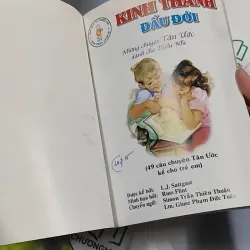 KINH THÁNH
ĐẦU ĐỜI
Những chuyện Tân Ước
dành cho Thiếu Nhi
(49 câu chuyện Tân Ước
kể cho trẻ em)
Được kể bởi: L.J. Sattgast
Minh họa bởi: Russ Flint
Chuyển ngữ: Simon Trần Thiên Thuận
Lm. Giuse Phạm Đức Tuấn